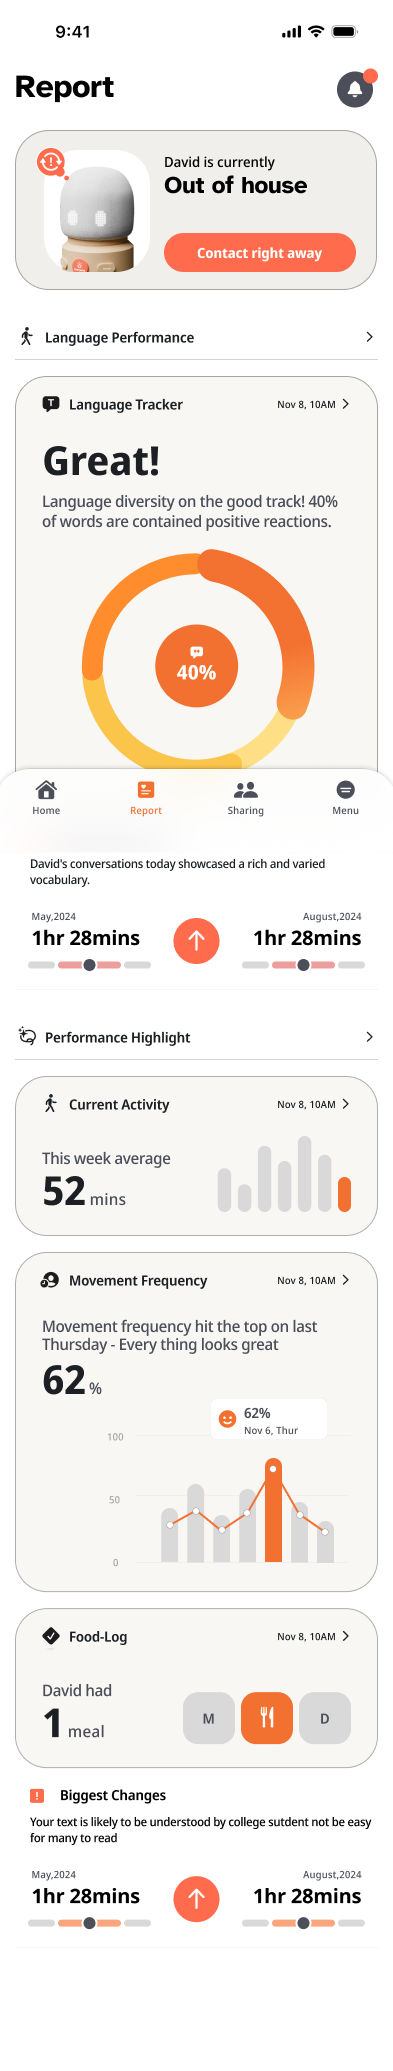 9:41
Report
David is currently
Out of house
Contact right away
Language Performance
Language Tracker
Nov 8, 10AM
Great!
Language diversity on the good track! 40%
of words are contained positive reactions.
40%
Home
Report
Sharing
Menu
David's conversations today showcased a rich and varied
vocabulary.
May,2024
August,2024
1hr 28mins
1hr 28mins
Performance Highlight
Current Activity
Nov 8, 10AM
This week average
52 mins
Movement Frequency
Nov 8, 10AM
Movement frequency hit the top on last
Thursday - Every thing looks great
62 %
62%
Nov 6, Thur
100
50
0
Food-Log
Nov 8, 10AM
David had
1 meal
M
D
Biggest Changes
Your text is likely to be understood by college sutdent not be easy
for many to read
May,2024
August,2024
1hr 28mins
1hr 28mins